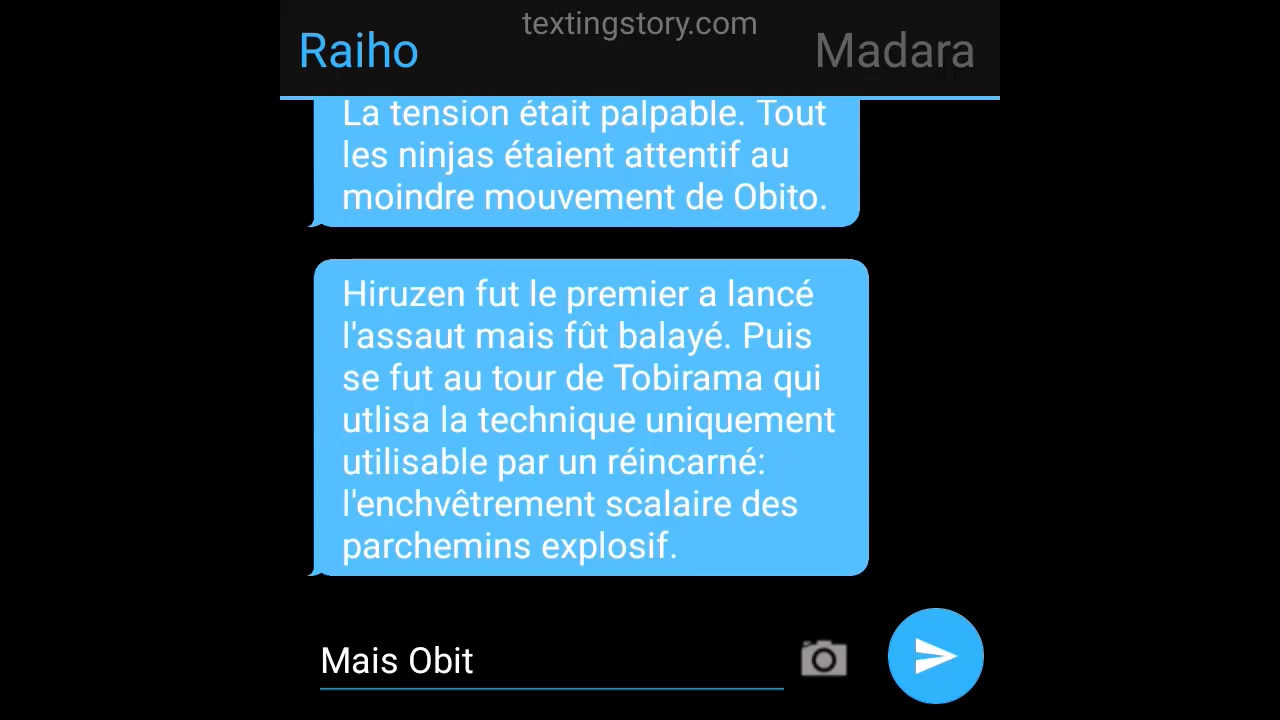 textingstory.com
Raiho
Madara
La tension était palpable. Tout
les ninjas étaient attentif au
moindre mouvement de Obito.
Hiruzen fut le premier a lancé
l'assaut mais fût balayé. Puis
se fut au tour de Tobirama qui
utlisa la technique uniquement
utilisable par un réincarné:
l'enchvêtrement scalaire des
parchemins explosif.
Mais Obit